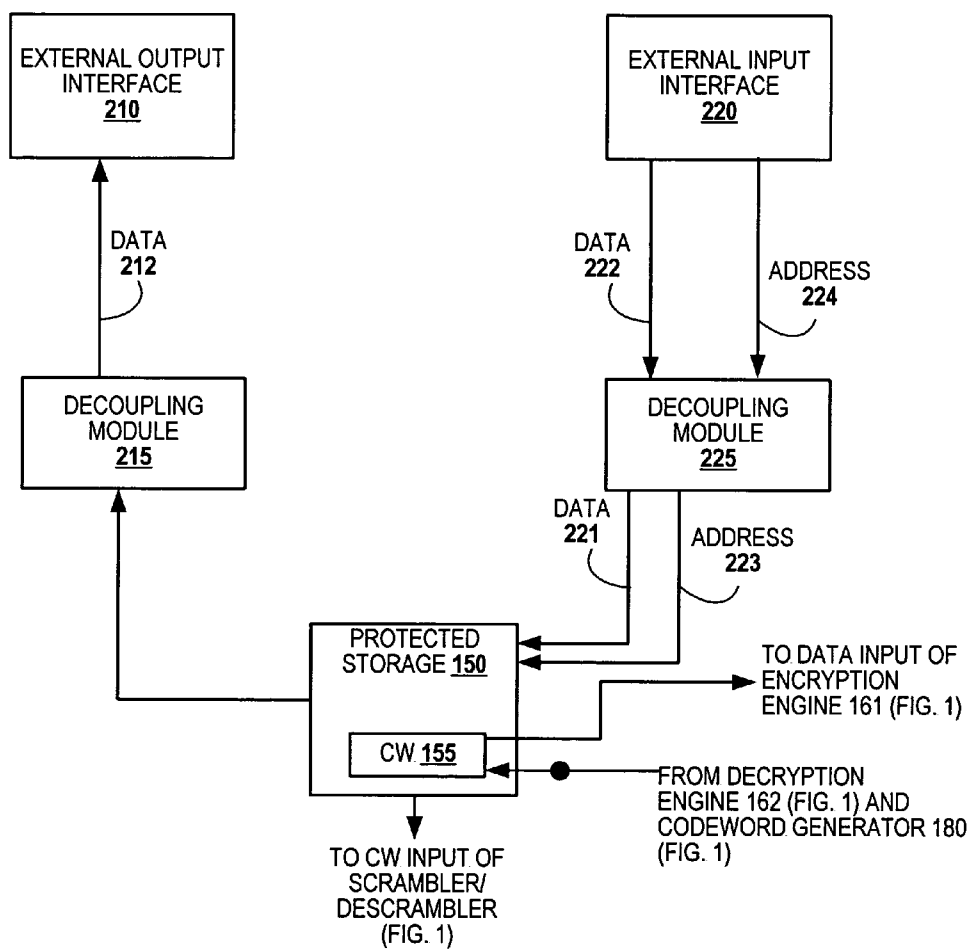 EXTERNAL OUTPUT
INTERFACE
210
EXTERNAL INPUT
INTERFACE
220
DATA
212
DATA
222
ADDRESS
224
DECOUPLING
MODULE
215
DECOUPLING
MODULE
225
DATA
221
ADDRESS
223
PROTECTED
STORAGE 150
CW 155
TO DATA INPUT OF
ENCRYPTION
ENGINE 161 (FIG. 1)
FROM DECRYPTION
ENGINE 162 (FIG. 1) AND
CODEWORD GENERATOR 180
(FIG. 1)
TO CW INPUT OF
SCRAMBLER/
DESCRAMBLER
(FIG. 1)